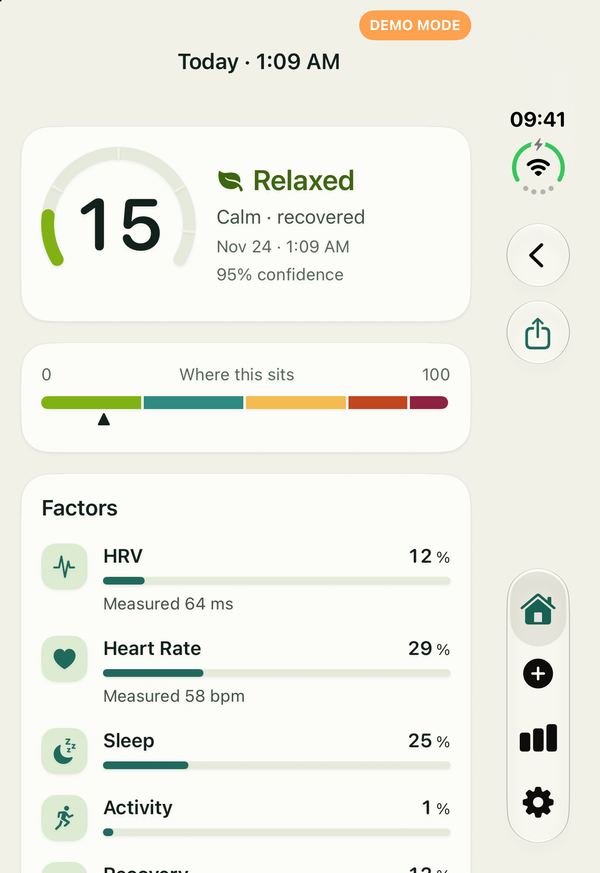 DEMO MODE
Today · 1:09 AM
09:41
15
Relaxed
Calm · recovered
Nov 24 · 1:09 AM
95% confidence
0 Where this sits 100
Factors
HRV 12 %
Measured 64 ms
Heart Rate 29 %
Measured 58 bpm
Sleep 25 %
Activity 1 %